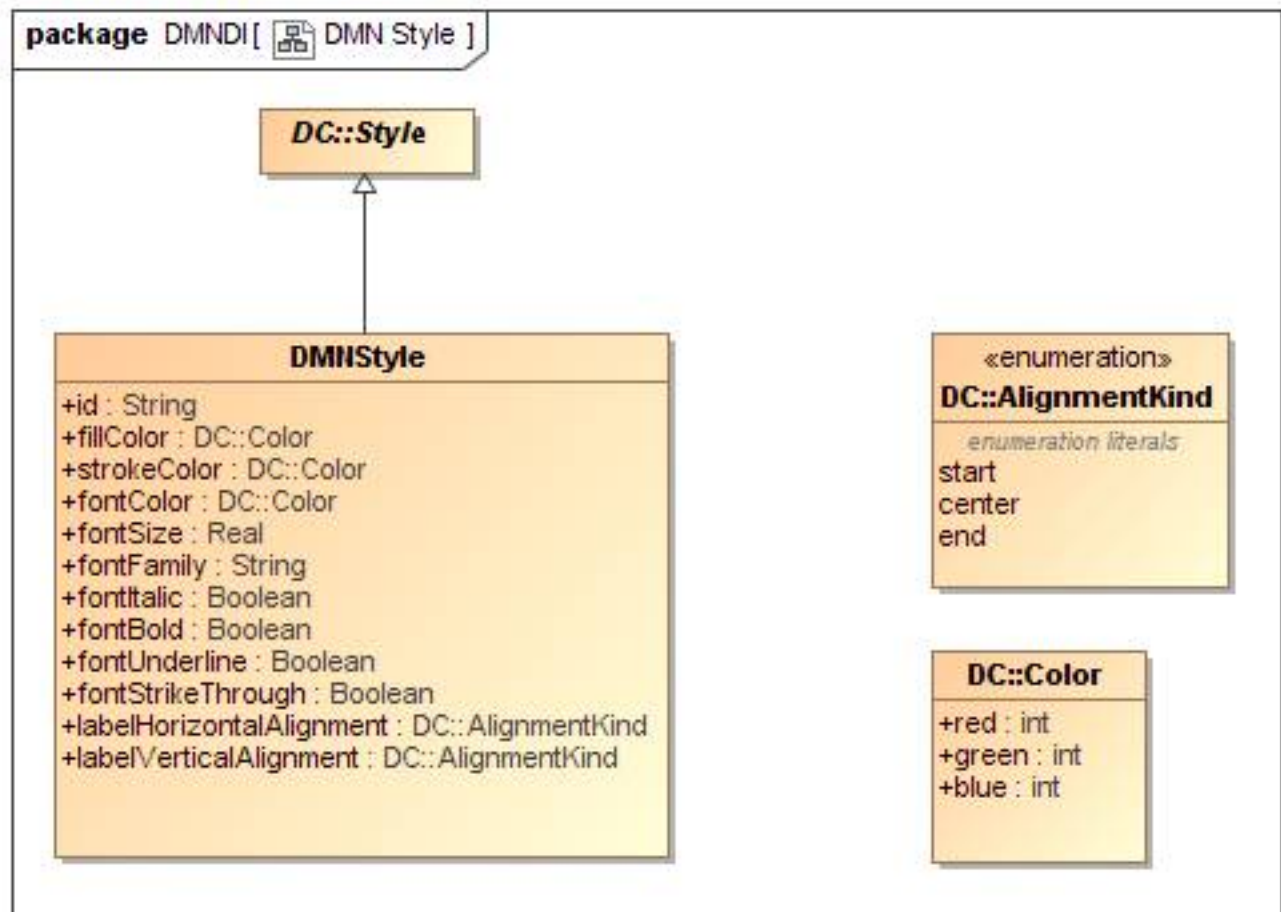 package DMNDI [ DMN Style ]
DC::Style
DMNStyle
+id : String
+fillColor : DC::Color
+strokeColor : DC::Color
+fontColor : DC::Color
+fontSize : Real
+fontFamily : String
+fontItalic : Boolean
+fontBold : Boolean
+fontUnderline : Boolean
+fontStrikeThrough : Boolean
+labelHorizontalAlignment : DC::AlignmentKind
+labelVerticalAlignment : DC::AlignmentKind
«enumeration»
DC::AlignmentKind
enumeration literals
start
center
end
DC::Color
+red : int
+green : int
+blue : int